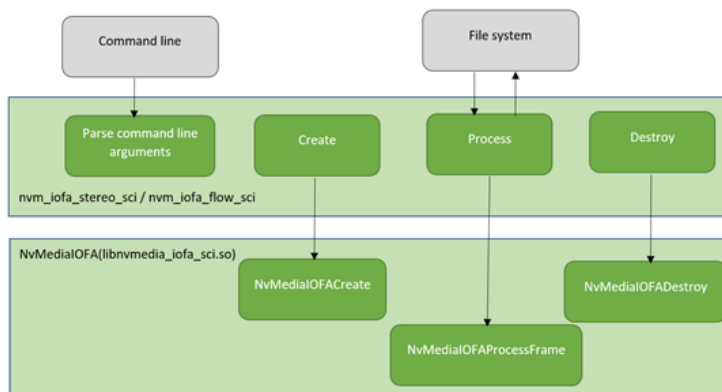 Command line
File system
Parse command line
arguments
Create
Process
Destroy
nvm_iofa_stereo_sci / nvm_iofa_flow_sci
NvMediaIOFA(libnvmedia_iofa_sci.so)
NvMediaIOFACreate
NvMediaIOFADestroy
NvMediaIOFAProcessFrame